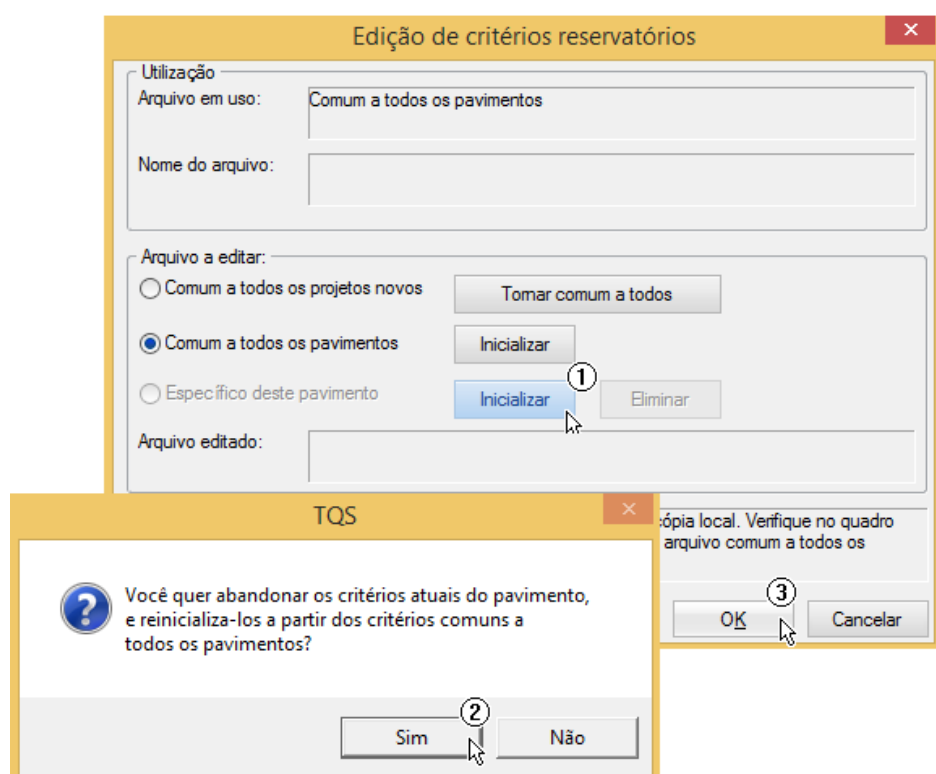 Edição de critérios reservatórios
Utilização
Arquivo em uso: Comum a todos os pavimentos
Nome do arquivo:
Arquivo a editar:
Comum a todos os projetos novos Tornar comum a todos
Comum a todos os pavimentos Inicializar
1
Específico deste pavimento Inicializar Eliminar
Arquivo editado:
cópia local. Verifique no quadro
arquivo comum a todos os
3
OK Cancelar
TQS
Você quer abandonar os critérios atuais do pavimento,
e reinicializa-los a partir dos critérios comuns a
todos os pavimentos?
2
Sim Não